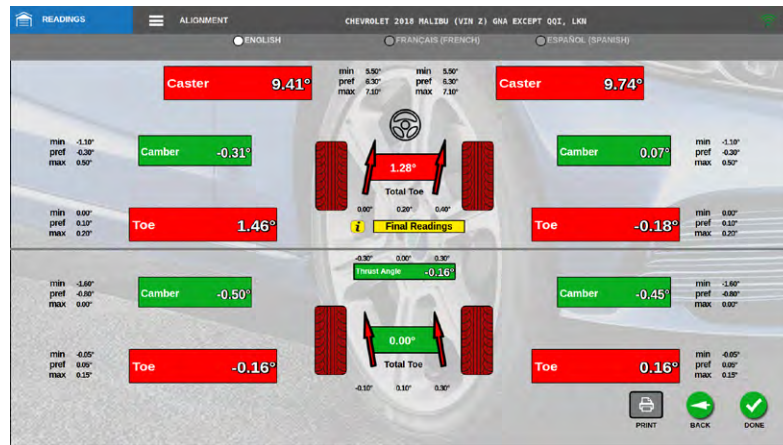 READINGS ALIGNMENT CHEVROLET 2018 MALIBU (VIN Z) GNA EXCEPT QQI, LKN
ENGLISH FRANÇAIS (FRENCH) ESPAÑOL (SPANISH)
Caster 9.41°
min 5.50° min 5.50°
pref 6.30° pref 6.30°
max 7.10° max 7.10°
Caster 9.74°
min -1.10°
pref -0.30°
max 0.50°
Camber -0.31°
1.28°
Total Toe
0.00° 0.20° 0.40°
Camber 0.07°
min -1.10°
pref -0.30°
max 0.50°
min 0.00°
pref 0.10°
max 0.20°
Toe 1.46°
i Final Readings
Toe -0.18°
min 0.00°
pref 0.10°
max 0.20°
-0.30° 0.00° 0.30°
Thrust Angle -0.16°
min -1.60°
pref -0.80°
max 0.00°
Camber -0.50°
0.00°
Total Toe
-0.10° 0.10° 0.30°
Camber -0.45°
min -1.60°
pref -0.80°
max 0.00°
min -0.05°
pref 0.05°
max 0.15°
Toe -0.16°
Toe 0.16°
min -0.05°
pref 0.05°
max 0.15°
PRINT BACK DONE